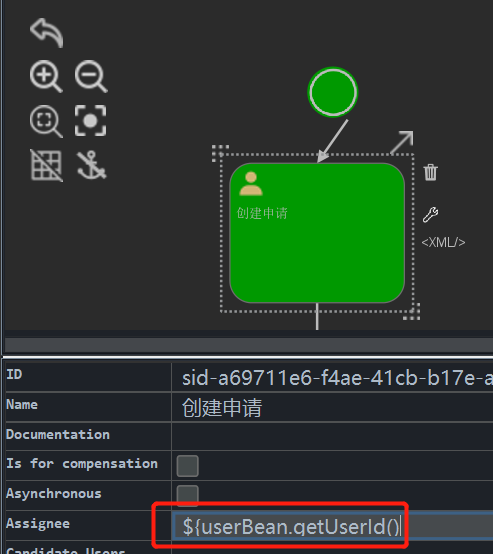 创建申请
<XML/>
ID
sid-a69711e6-f4ae-41cb-b17e-a
Name
创建申请
Documentation
Is for compensation
Asynchronous
Assignee
${userBean.getUserId()
Candidate Users